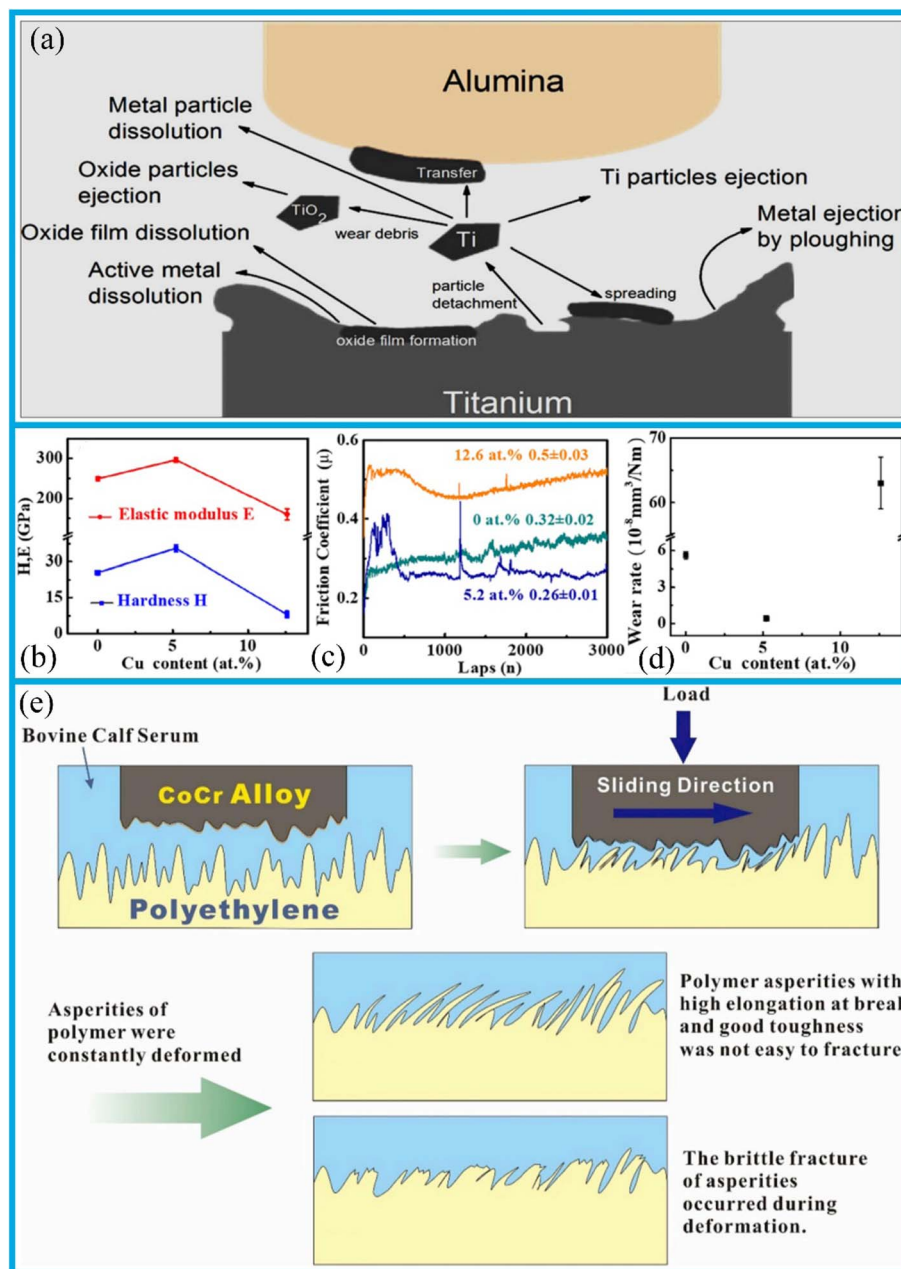 (a)
Alumina
Metal particle
dissolution
Oxide particles
ejection
Oxide film dissolution
Active metal
dissolution
Transfer
TiO2
wear debris
Ti
Ti particles ejection
Metal ejection
by ploughing
particle
detachment
spreading
oxide film formation
Titanium
(b)
H,E (GPa)
300
200
30
15
0
Elastic modulus E
Hardness H
0
5
10
Cu content (at.%)
(c)
Friction Coefficient (μ)
0.6
0.4
0.2
12.6 at.% 0.5±0.03
0 at.% 0.32±0.02
5.2 at.% 0.26±0.01
0
1000
2000
3000
Laps (n)
(d)
Wear rate (10-8mm3/Nm)
70
60
6
3
0
0
5
10
Cu content (at.%)
(e)
Bovine Calf Serum
CoCr Alloy
Polyethylene
Load
Sliding Direction
Asperities of
polymer were
constantly deformed
Polymer asperities with
high elongation at break
and good toughness
was not easy to fracture
The brittle fracture
of asperities
occurred during
deformation.